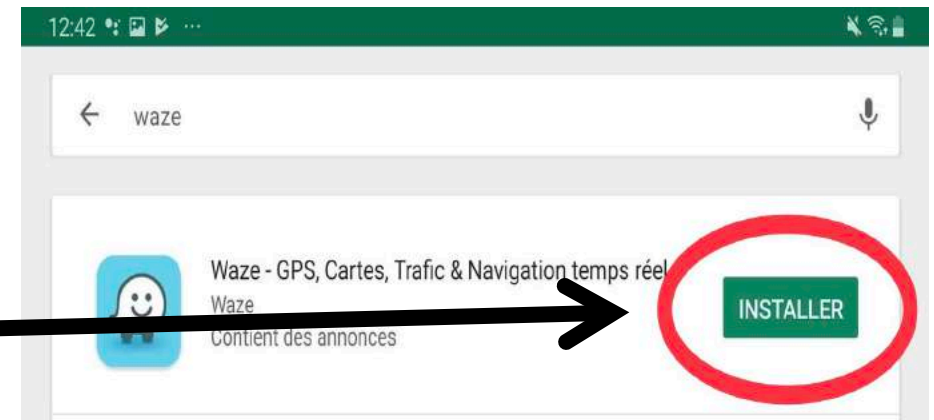 12:42
waze
Waze - GPS, Cartes, Trafic & Navigation temps réel
Waze
Contient des annonces
INSTALLER